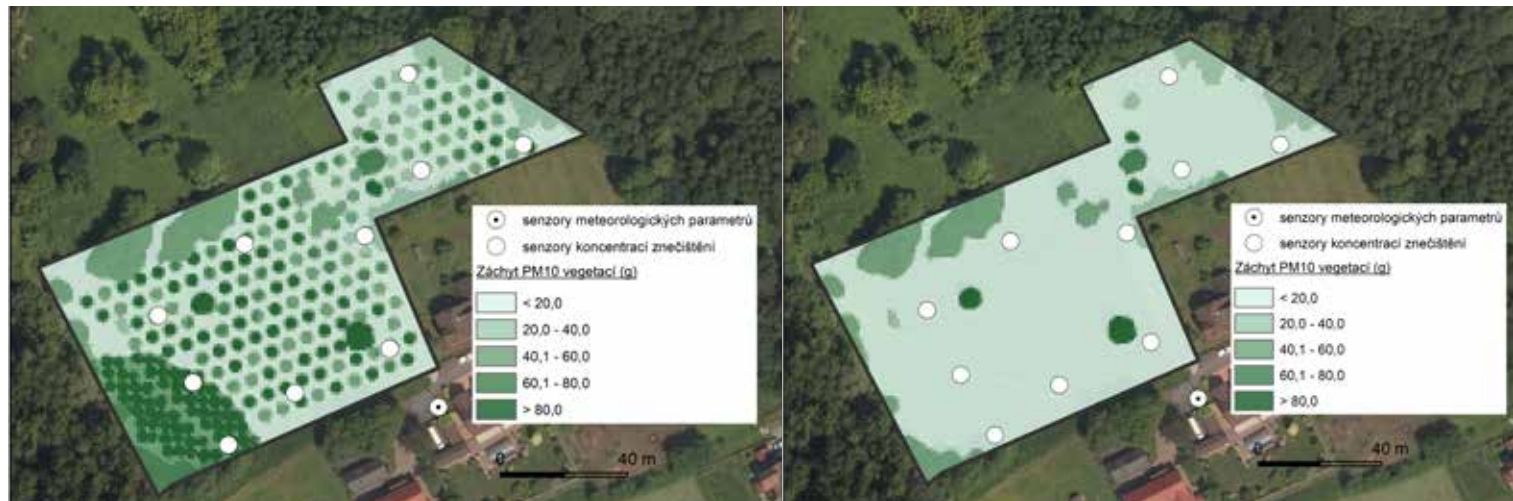 senzory meteorologických parametrů
senzory koncentrací znečištění
Záchyt PM10 vegetací (g)
< 20,0
20,0 - 40,0
40,1 - 60,0
60,1 - 80,0
> 80,0
0 40 m
senzory meteorologických parametrů
senzory koncentrací znečištění
Záchyt PM10 vegetací (g)
< 20,0
20,0 - 40,0
40,1 - 60,0
60,1 - 80,0
> 80,0
0 40 m